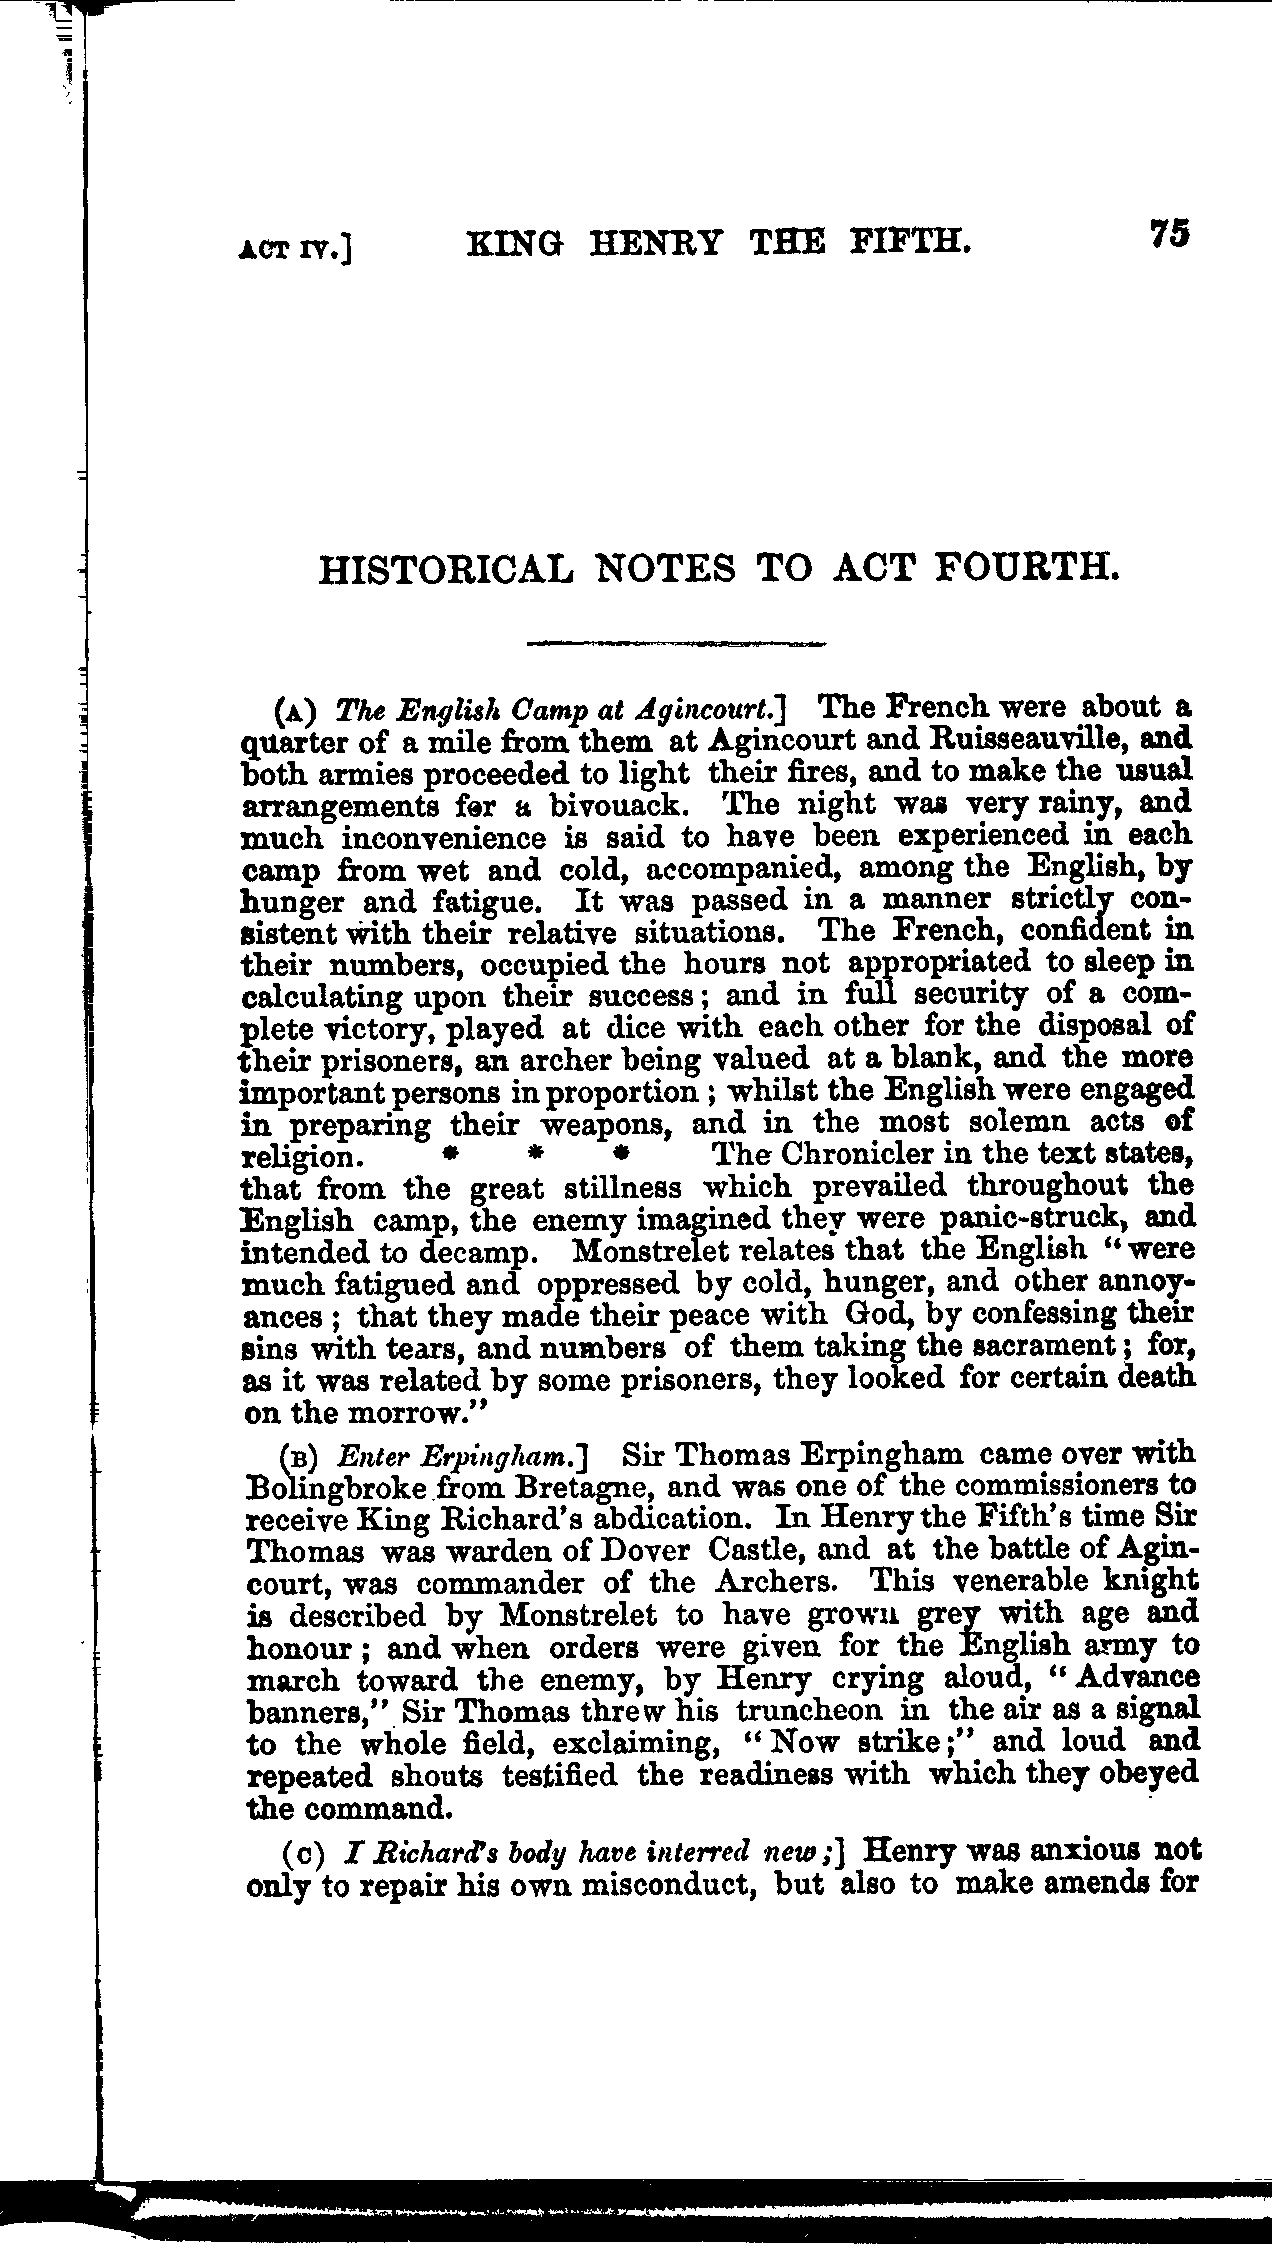 ACT IV.] KING HENRY THE FIFTH. 75
HISTORICAL NOTES TO ACT FOURTH.
(A) The English Camp at Agincourt.] The French were about a
quarter of a mile from them at Agincourt and Ruisseauville, and
both armies proceeded to light their fires, and to make the usual
arrangements for a bivouack. The night was very rainy, and
much inconvenience is said to have been experienced in each
camp from wet and cold, accompanied, among the English, by
hunger and fatigue. It was passed in a manner strictly con-
sistent with their relative situations. The French, confident in
their numbers, occupied the hours not appropriated to sleep in
calculating upon their success; and in full security of a com-
plete victory, played at dice with each other for the disposal of
their prisoners, an archer being valued at a blank, and the more
important persons in proportion; whilst the English were engaged
in preparing their weapons, and in the most solemn acts of
religion. * * * The Chronicler in the text states,
that from the great stillness which prevailed throughout the
English camp, the enemy imagined they were panic-struck, and
intended to decamp. Monstrelet relates that the English "were
much fatigued and oppressed by cold, hunger, and other annoy-
ances; that they made their peace with God, by confessing their
sins with tears, and numbers of them taking the sacrament; for,
as it was related by some prisoners, they looked for certain death
on the morrow."
(B) Enter Erpingham.] Sir Thomas Erpingham came over with
Bolingbroke from Bretagne, and was one of the commissioners to
receive King Richard's abdication. In Henry the Fifth's time Sir
Thomas was warden of Dover Castle, and at the battle of Agin-
court, was commander of the Archers. This venerable knight
is described by Monstrelet to have grown grey with age and
honour; and when orders were given for the English army to
march toward the enemy, by Henry crying aloud, "Advance
banners," Sir Thomas threw his truncheon in the air as a signal
to the whole field, exclaiming, "Now strike;" and loud and
repeated shouts testified the readiness with which they obeyed
the command.
(C) I Richard's body have interred new;] Henry was anxious not
only to repair his own misconduct, but also to make amends for